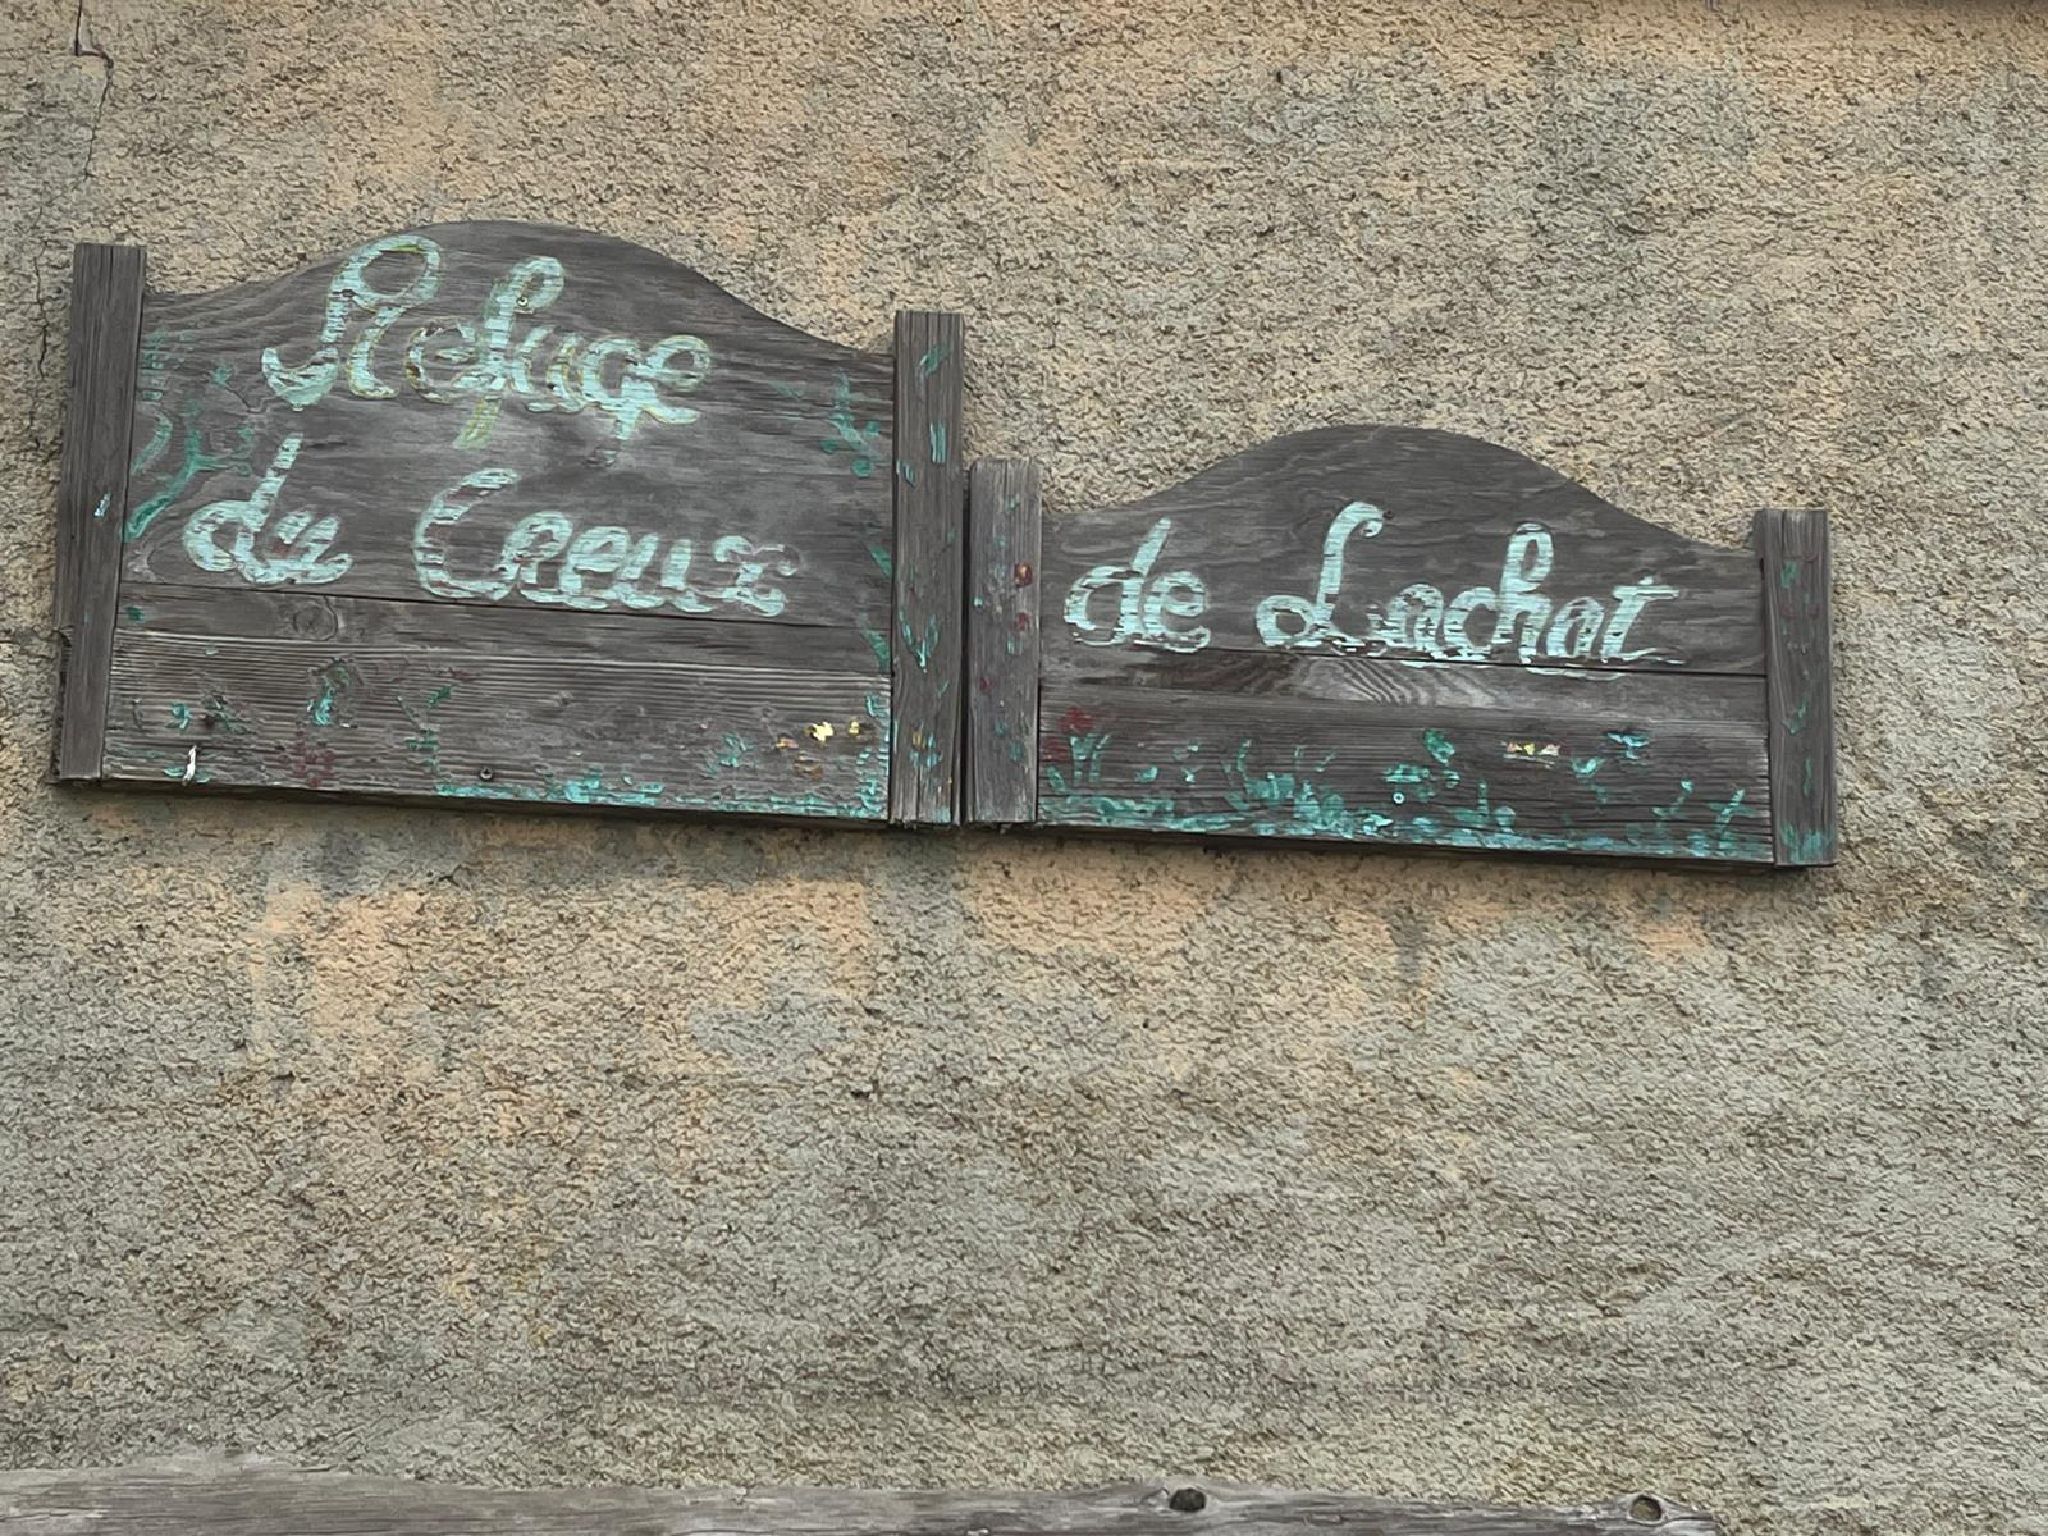 Refuge
du Creux
de Lachat